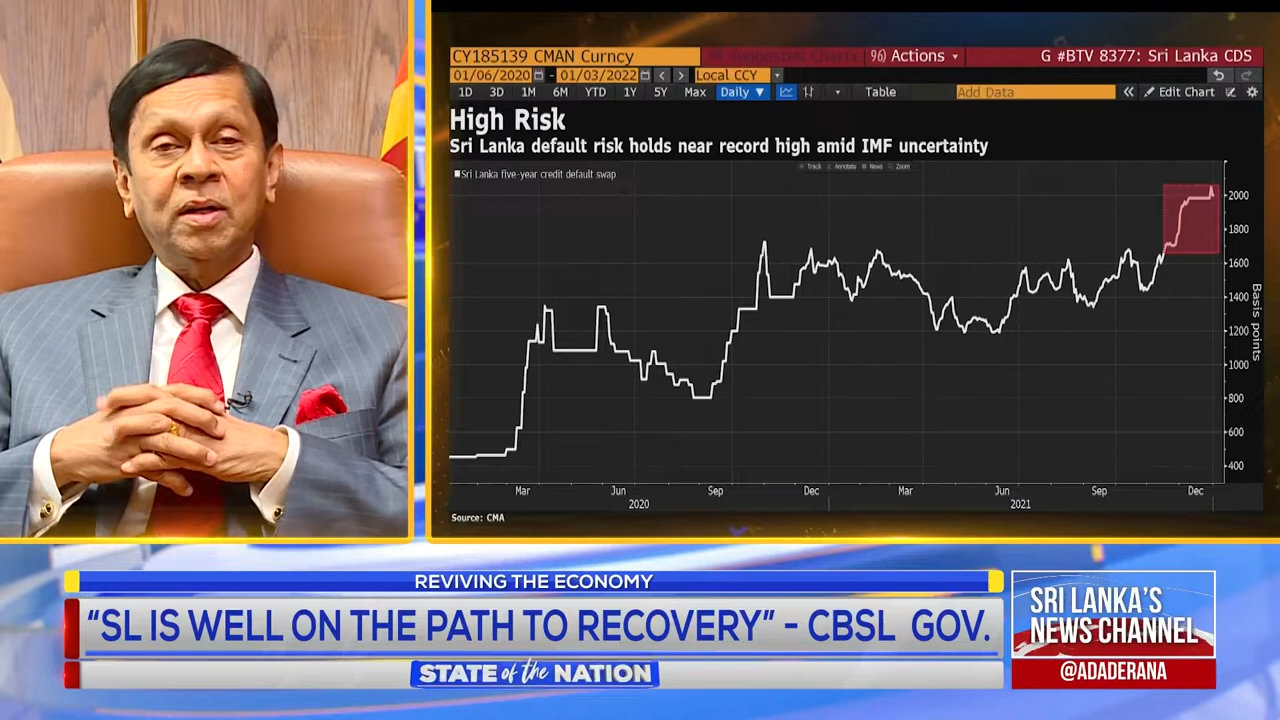 CY185139 CMAN Curncy
96) Actions
G #BTV 8377: Sri Lanka CDS
01/06/2020 - 01/03/2022
Local CCY
1D 3D 1M 6M YTD 1Y 5Y Max Daily ▼
Table
Add Data
« Edit Chart
High Risk
Sri Lanka default risk holds near record high amid IMF uncertainty
Track Annotate News Zoom
Sri Lanka five-year credit default swap
2000
1800
1600
1400
1200
1000
800
600
400
Basis points
Mar Jun Sep Dec Mar Jun Sep Dec
2020 2021
Source: CMA
REVIVING THE ECONOMY
“SL IS WELL ON THE PATH TO RECOVERY” - CBSL GOV.
STATE of the NATION
SRI LANKA'S
NEWS CHANNEL
@ADADERANA